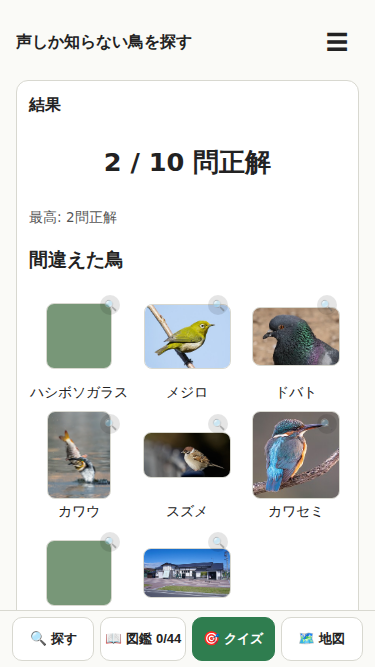 声しか知らない鳥を探す
結果
2 / 10 問正解
最高: 2問正解
間違えた鳥
ハシボソガラス
メジロ
ドバト
カワウ
スズメ
カワセミ
探す
図鑑 0/44
クイズ
地図